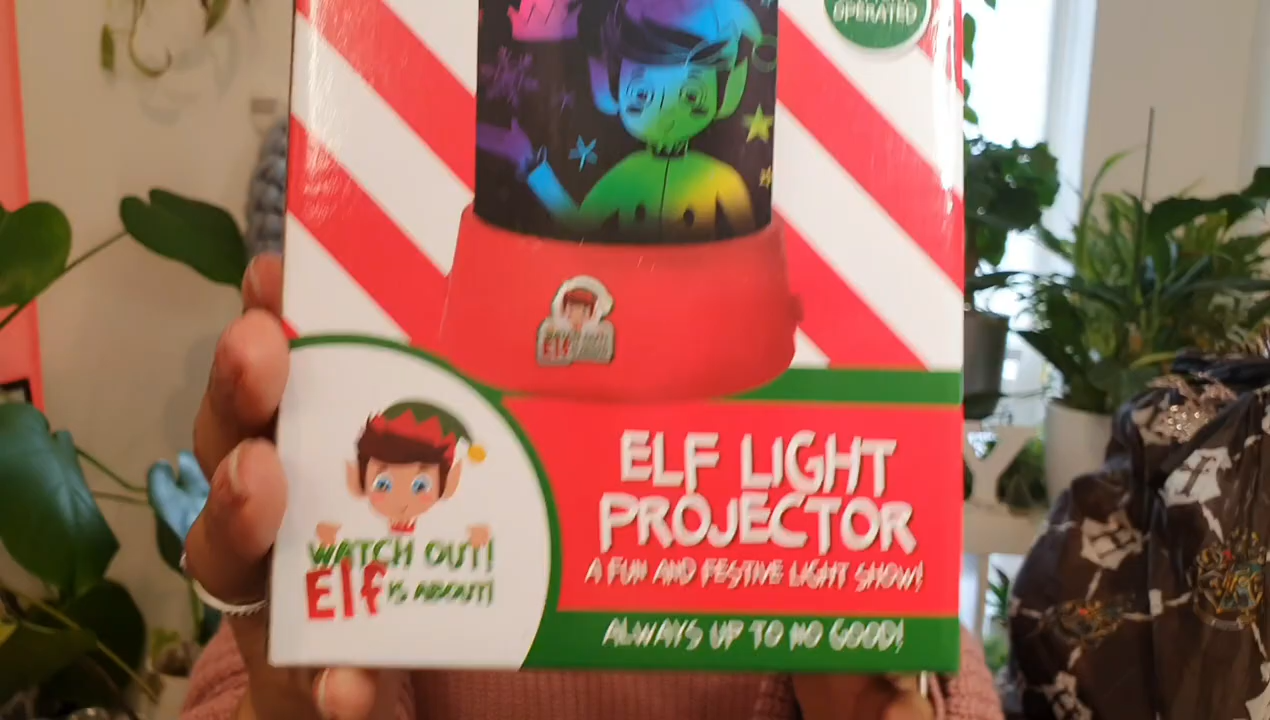 OPERATED
ELF
WATCH OUT!
Elf IS ABOUT!
ELF LIGHT
PROJECTOR
A FUN AND FESTIVE LIGHT SHOW!
ALWAYS UP TO NO GOOD!
Y